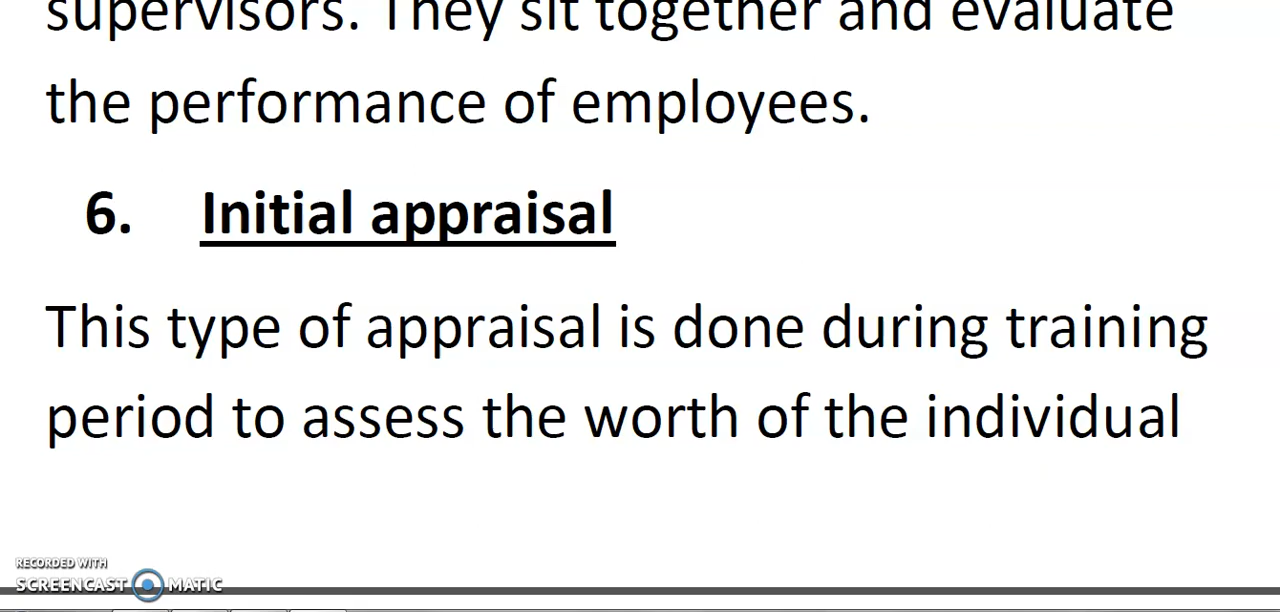 supervisors. They sit together and evaluate
the performance of employees.
6. Initial appraisal
This type of appraisal is done during training
period to assess the worth of the individual
RECORDED WITH
SCREENCAST MATIC